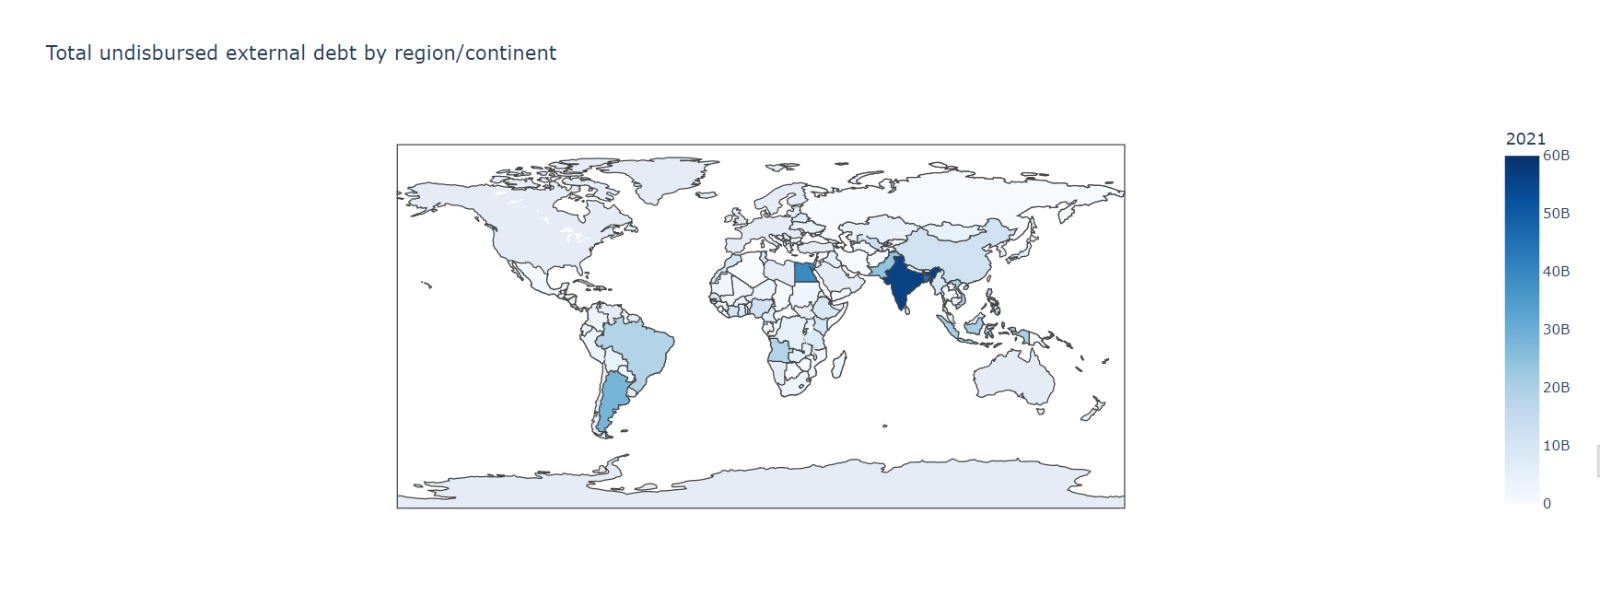 Total undisbursed external debt by region/continent
2021
60B
50B
40B
30B
20B
10B
0